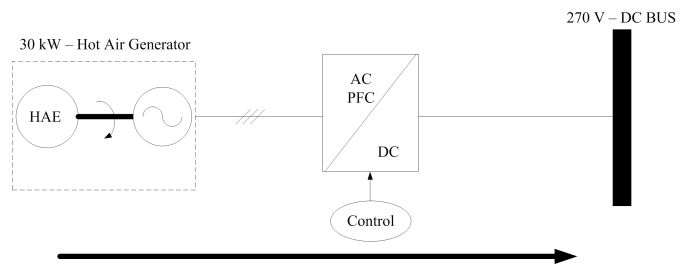 270 V – DC BUS
30 kW – Hot Air Generator
AC
PFC
HAE
DC
Control